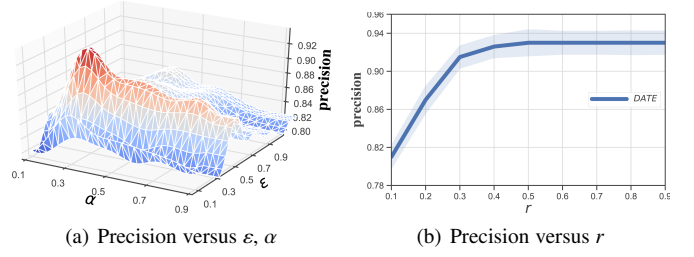 0.92
0.90
0.88
0.86
0.84
0.82
0.80
precision
0.1
0.3
0.5
0.7
0.9
α
0.1
0.3
0.5
0.7
0.9
ε
(a) Precision versus ε, α
0.96
0.94
0.90
0.86
0.82
0.78
precision
DATE
0.1 0.2 0.3 0.4 0.5 0.6 0.7 0.8 0.9
r
(b) Precision versus r